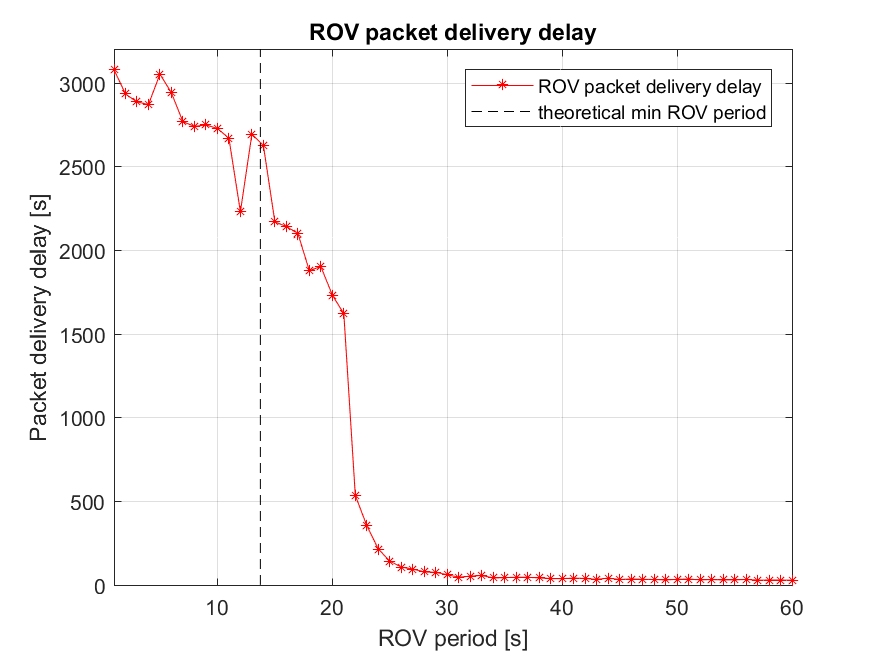 ROV packet delivery delay
ROV packet delivery delay
theoretical min ROV period
Packet delivery delay [s]
3000
2500
2000
1500
1000
500
0
10
20
30
40
50
60
ROV period [s]